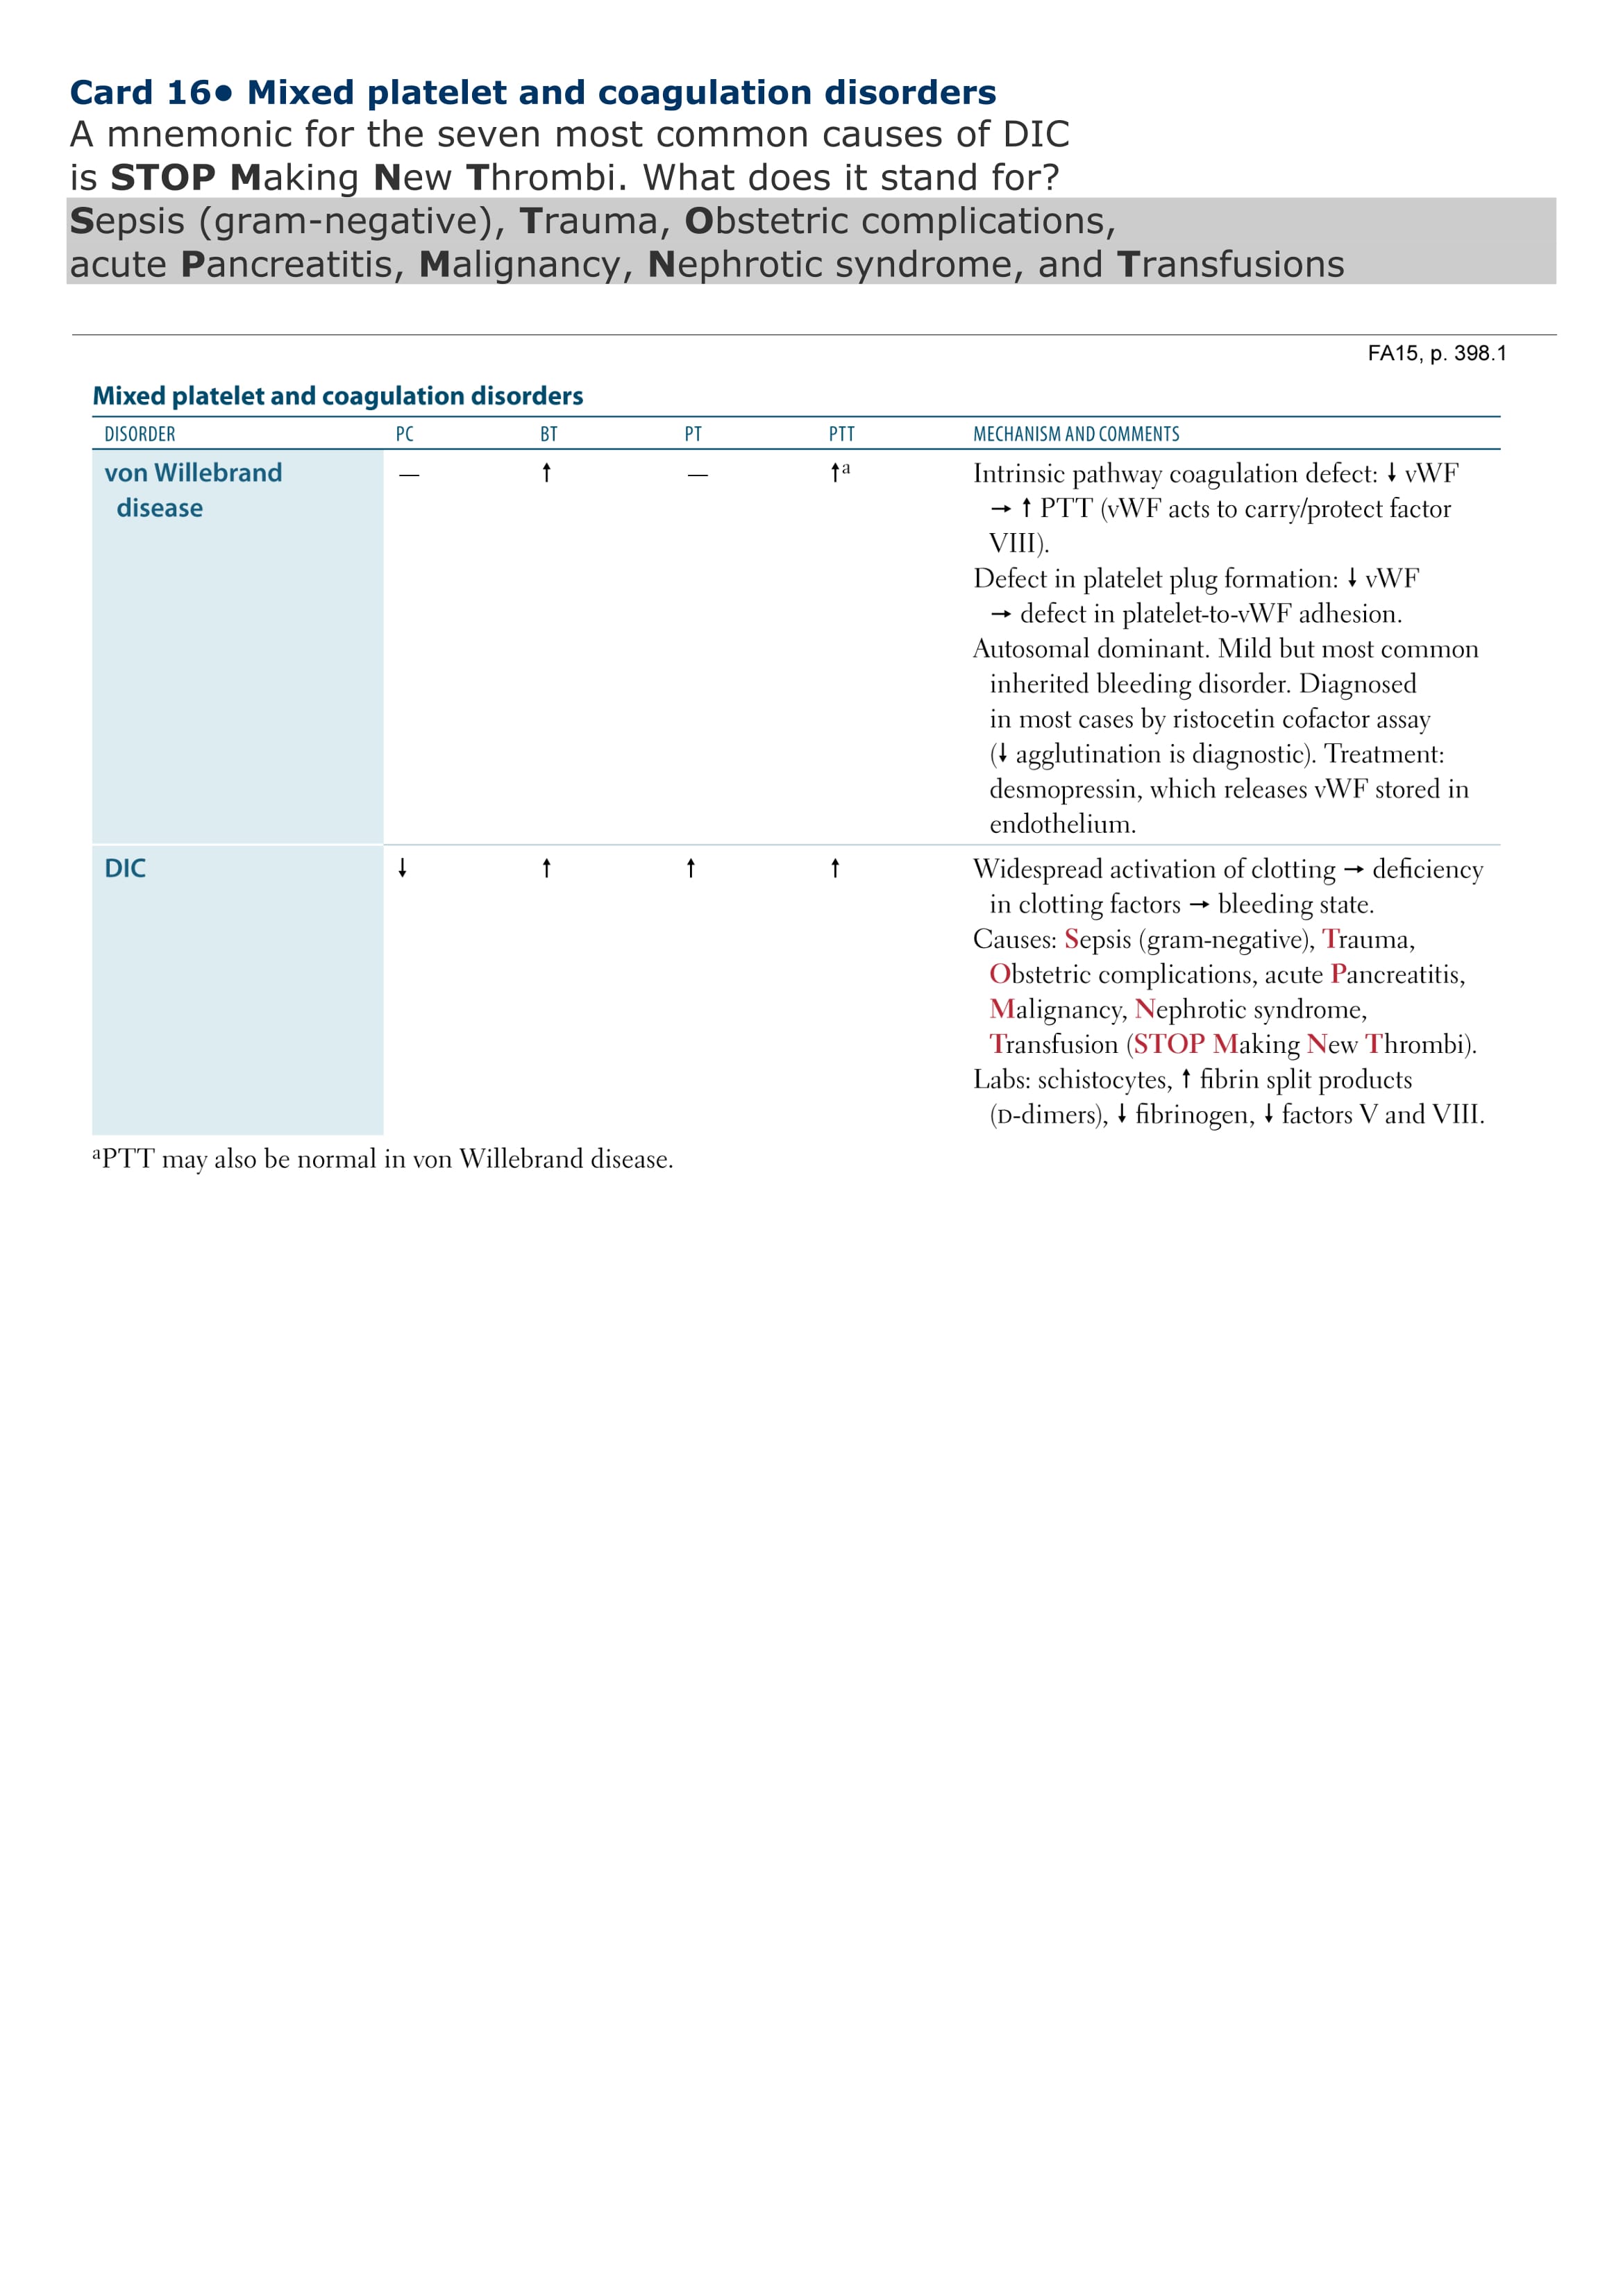 Card 16● Mixed platelet and coagulation disorders
A mnemonic for the seven most common causes of DIC
is STOP Making New Thrombi. What does it stand for?
Sepsis (gram-negative), Trauma, Obstetric complications,
acute Pancreatitis, Malignancy, Nephrotic syndrome, and Transfusions
FA15, p. 398.1
Mixed platelet and coagulation disorders
DISORDER PC BT PT PTT MECHANISM AND COMMENTS
von Willebrand — ↑ — ↑a Intrinsic pathway coagulation defect: ↓ vWF
disease → ↑ PTT (vWF acts to carry/protect factor
VIII).
Defect in platelet plug formation: ↓ vWF
→ defect in platelet-to-vWF adhesion.
Autosomal dominant. Mild but most common
inherited bleeding disorder. Diagnosed
in most cases by ristocetin cofactor assay
(↓ agglutination is diagnostic). Treatment:
desmopressin, which releases vWF stored in
endothelium.
DIC ↓ ↑ ↑ ↑ Widespread activation of clotting → deficiency
in clotting factors → bleeding state.
Causes: Sepsis (gram-negative), Trauma,
Obstetric complications, acute Pancreatitis,
Malignancy, Nephrotic syndrome,
Transfusion (STOP Making New Thrombi).
Labs: schistocytes, ↑ fibrin split products
(D-dimers), ↓ fibrinogen, ↓ factors V and VIII.
aPTT may also be normal in von Willebrand disease.